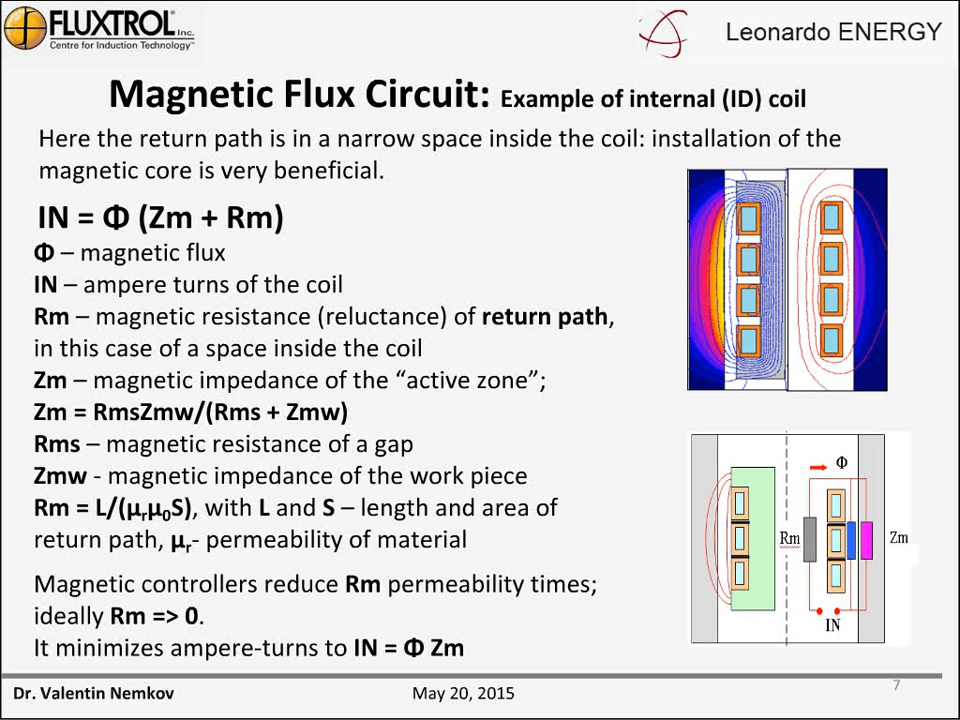 FLUXTROL® Inc.
Centre for Induction Technology™
Leonardo ENERGY
Magnetic Flux Circuit: Example of internal (ID) coil
Here the return path is in a narrow space inside the coil: installation of the
magnetic core is very beneficial.
IN = Φ (Zm + Rm)
Φ – magnetic flux
IN – ampere turns of the coil
Rm – magnetic resistance (reluctance) of return path,
in this case of a space inside the coil
Zm – magnetic impedance of the “active zone”;
Zm = RmsZmw/(Rms + Zmw)
Rms – magnetic resistance of a gap
Zmw - magnetic impedance of the work piece
Rm = L/(μrμ0S), with L and S – length and area of
return path, μr- permeability of material
Magnetic controllers reduce Rm permeability times;
ideally Rm => 0.
It minimizes ampere-turns to IN = Φ Zm
Φ
Rm
Zm
IN
Dr. Valentin Nemkov
May 20, 2015
7